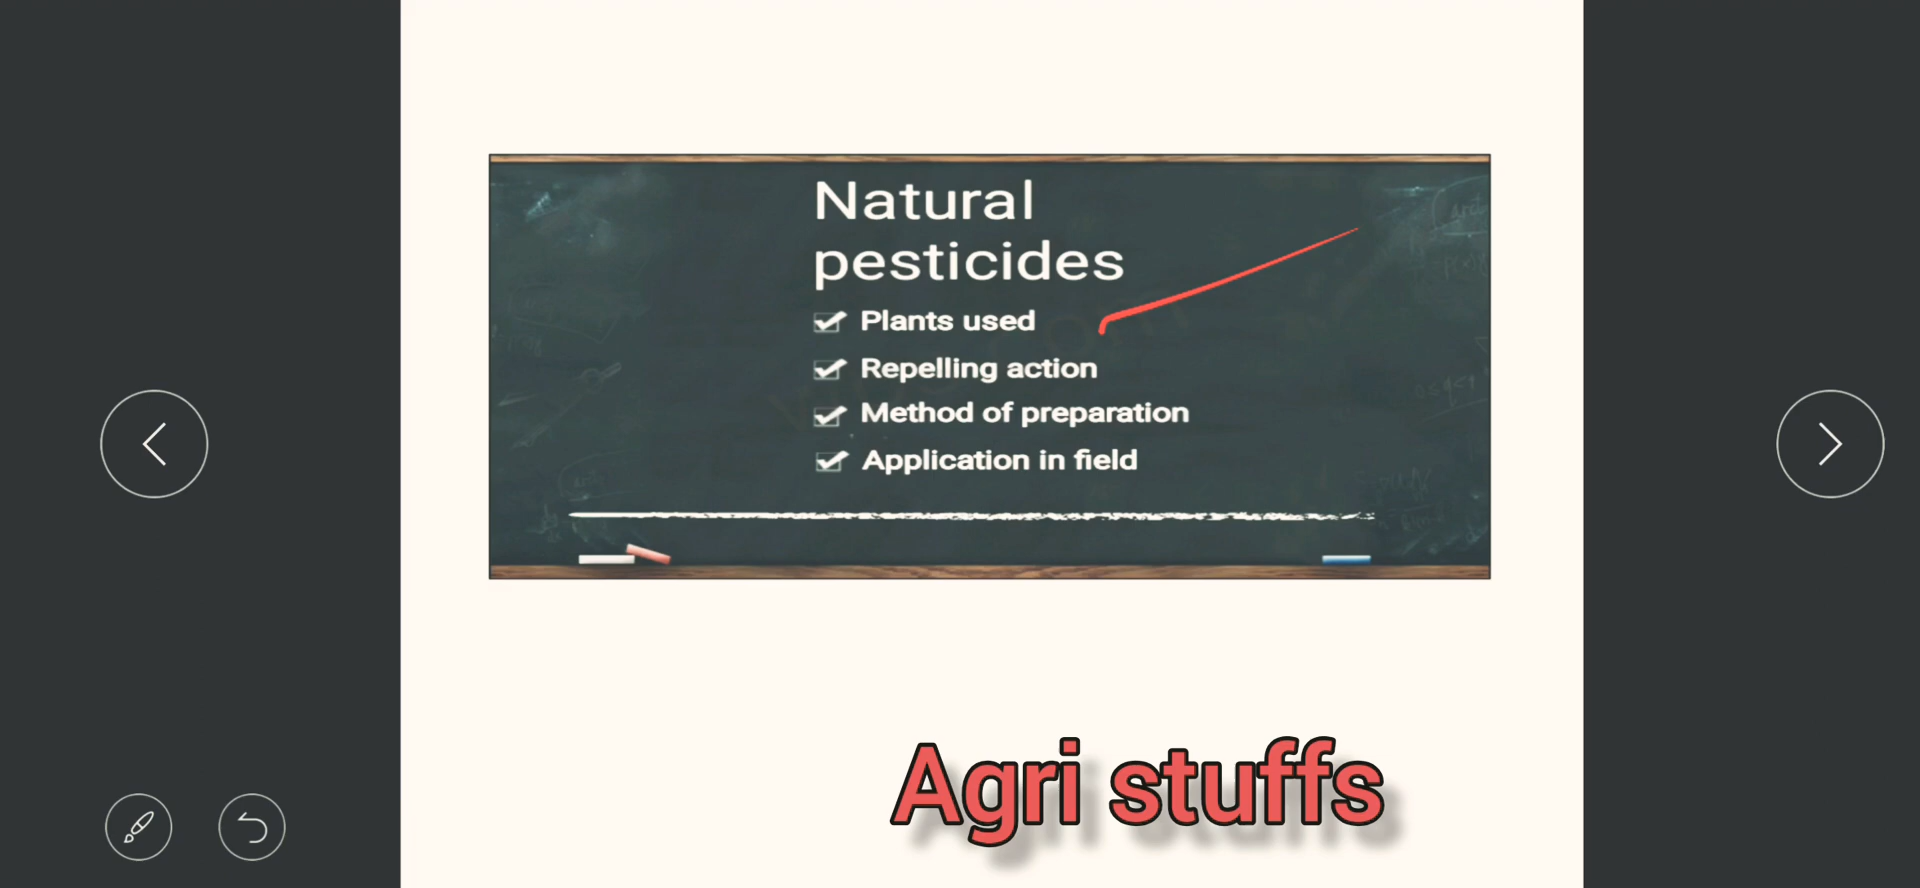 Natural
pesticides
Plants used
Repelling action
Method of preparation
Application in field
Agri stuffs